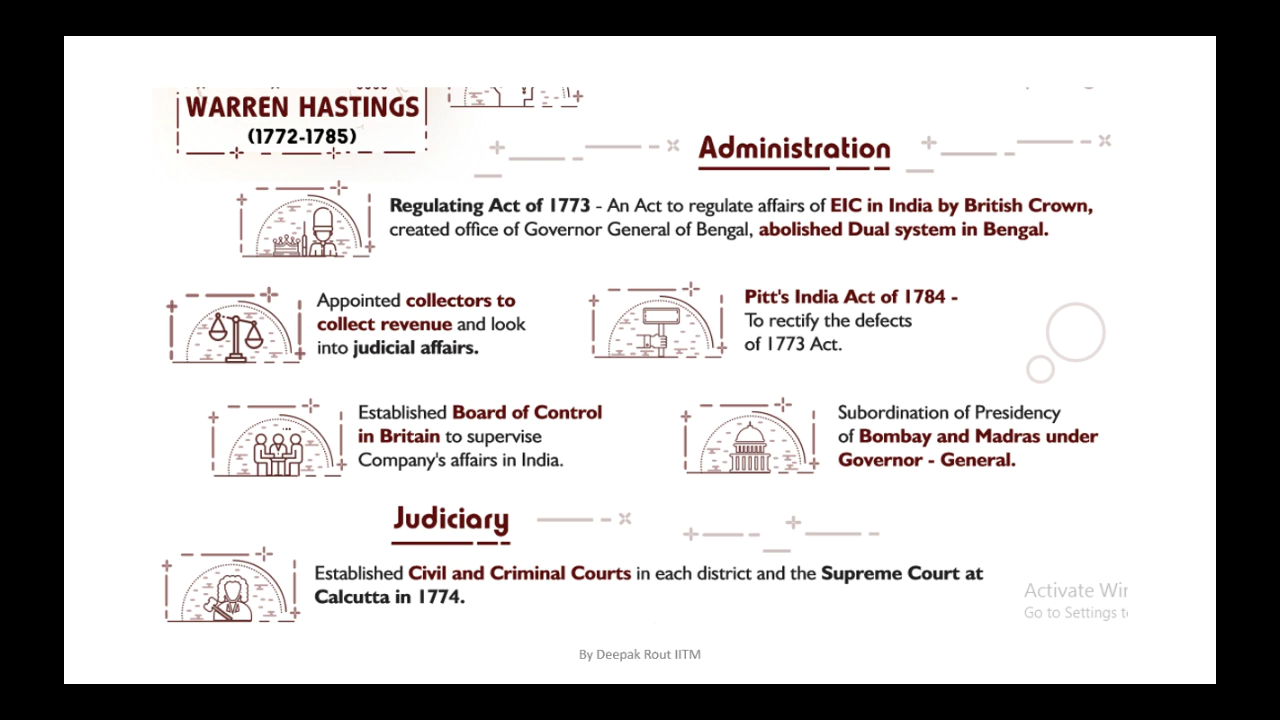 WARREN HASTINGS
(1772-1785)
Administration
Regulating Act of 1773 - An Act to regulate affairs of EIC in India by British Crown,
created office of Governor General of Bengal, abolished Dual system in Bengal.
Appointed collectors to
collect revenue and look
into judicial affairs.
Pitt's India Act of 1784 -
To rectify the defects
of 1773 Act.
Established Board of Control
in Britain to supervise
Company's affairs in India.
Subordination of Presidency
of Bombay and Madras under
Governor - General.
Judiciary
Established Civil and Criminal Courts in each district and the Supreme Court at
Calcutta in 1774.
Activate
Go to Settings
By Deepak Rout IITM